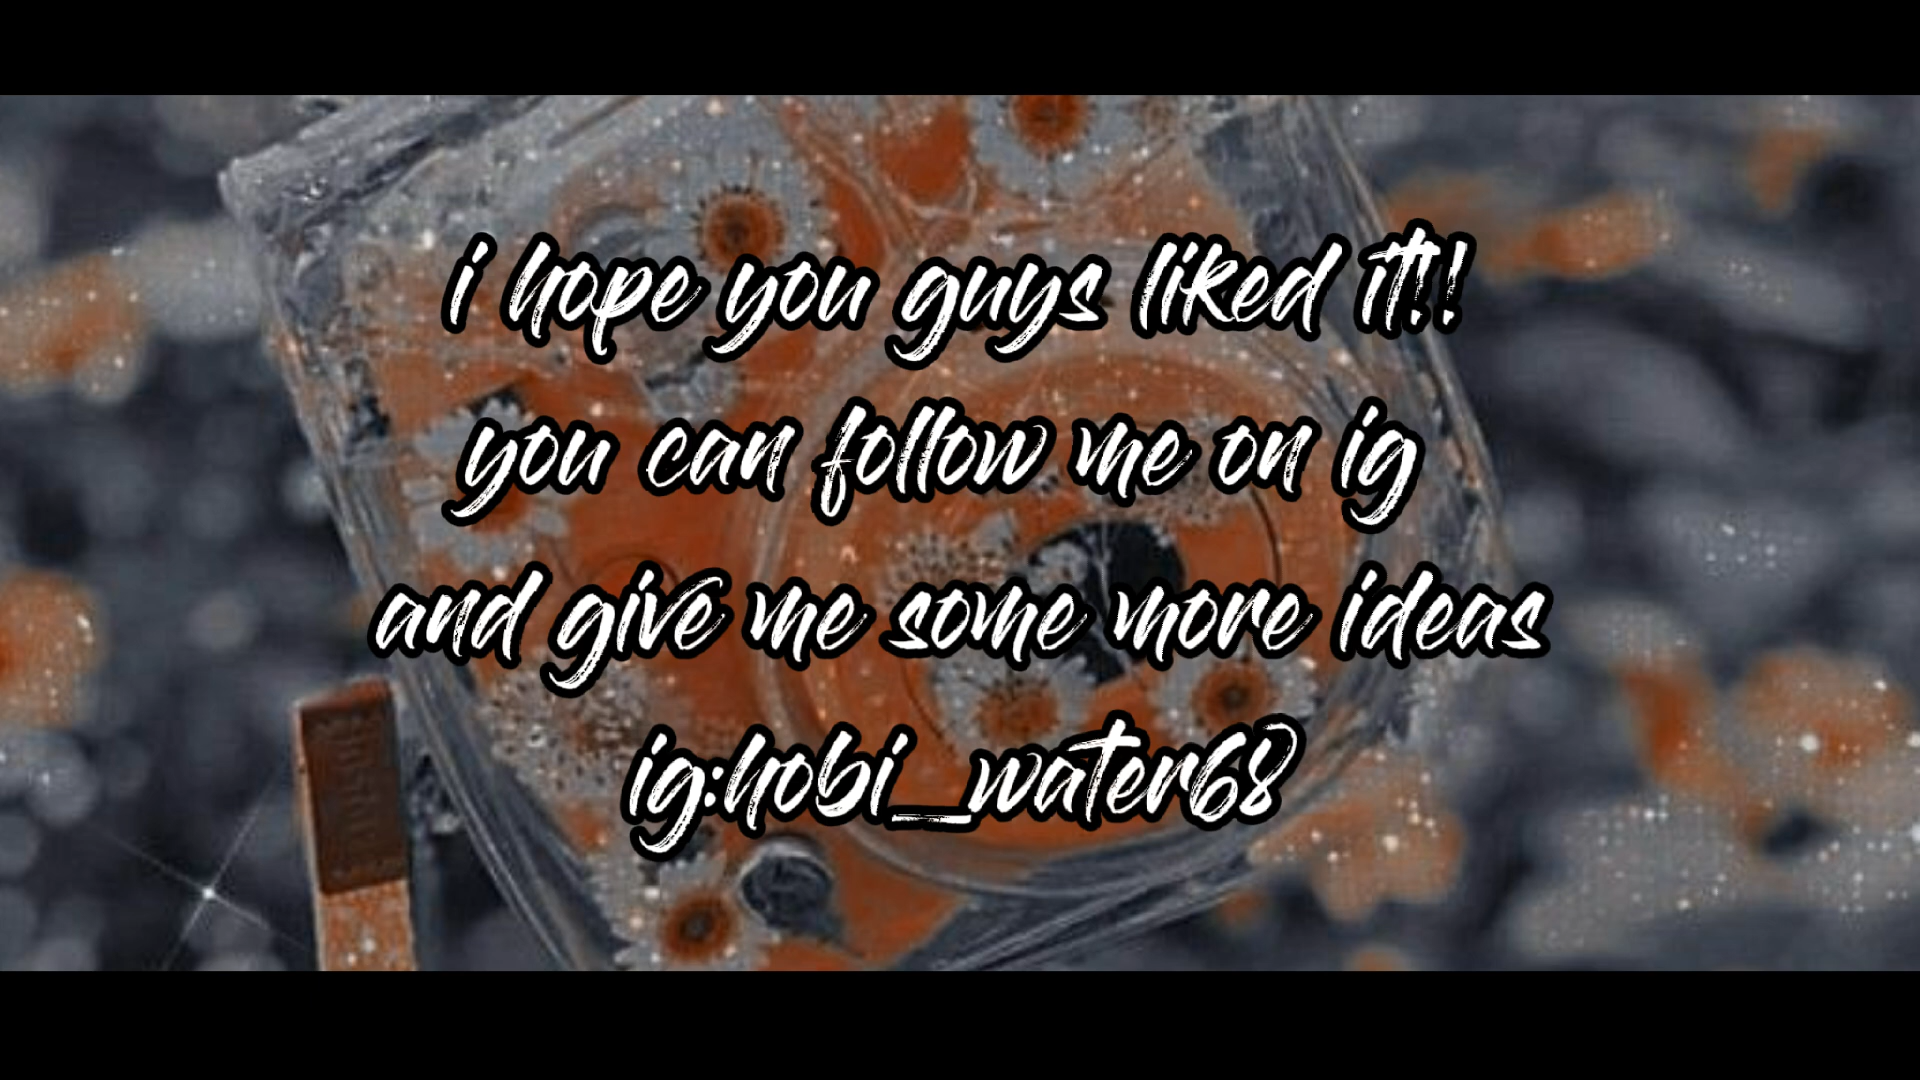 i hope you guys liked it!!
you can follow me on ig
and give me some more ideas
ig:hobi_water68